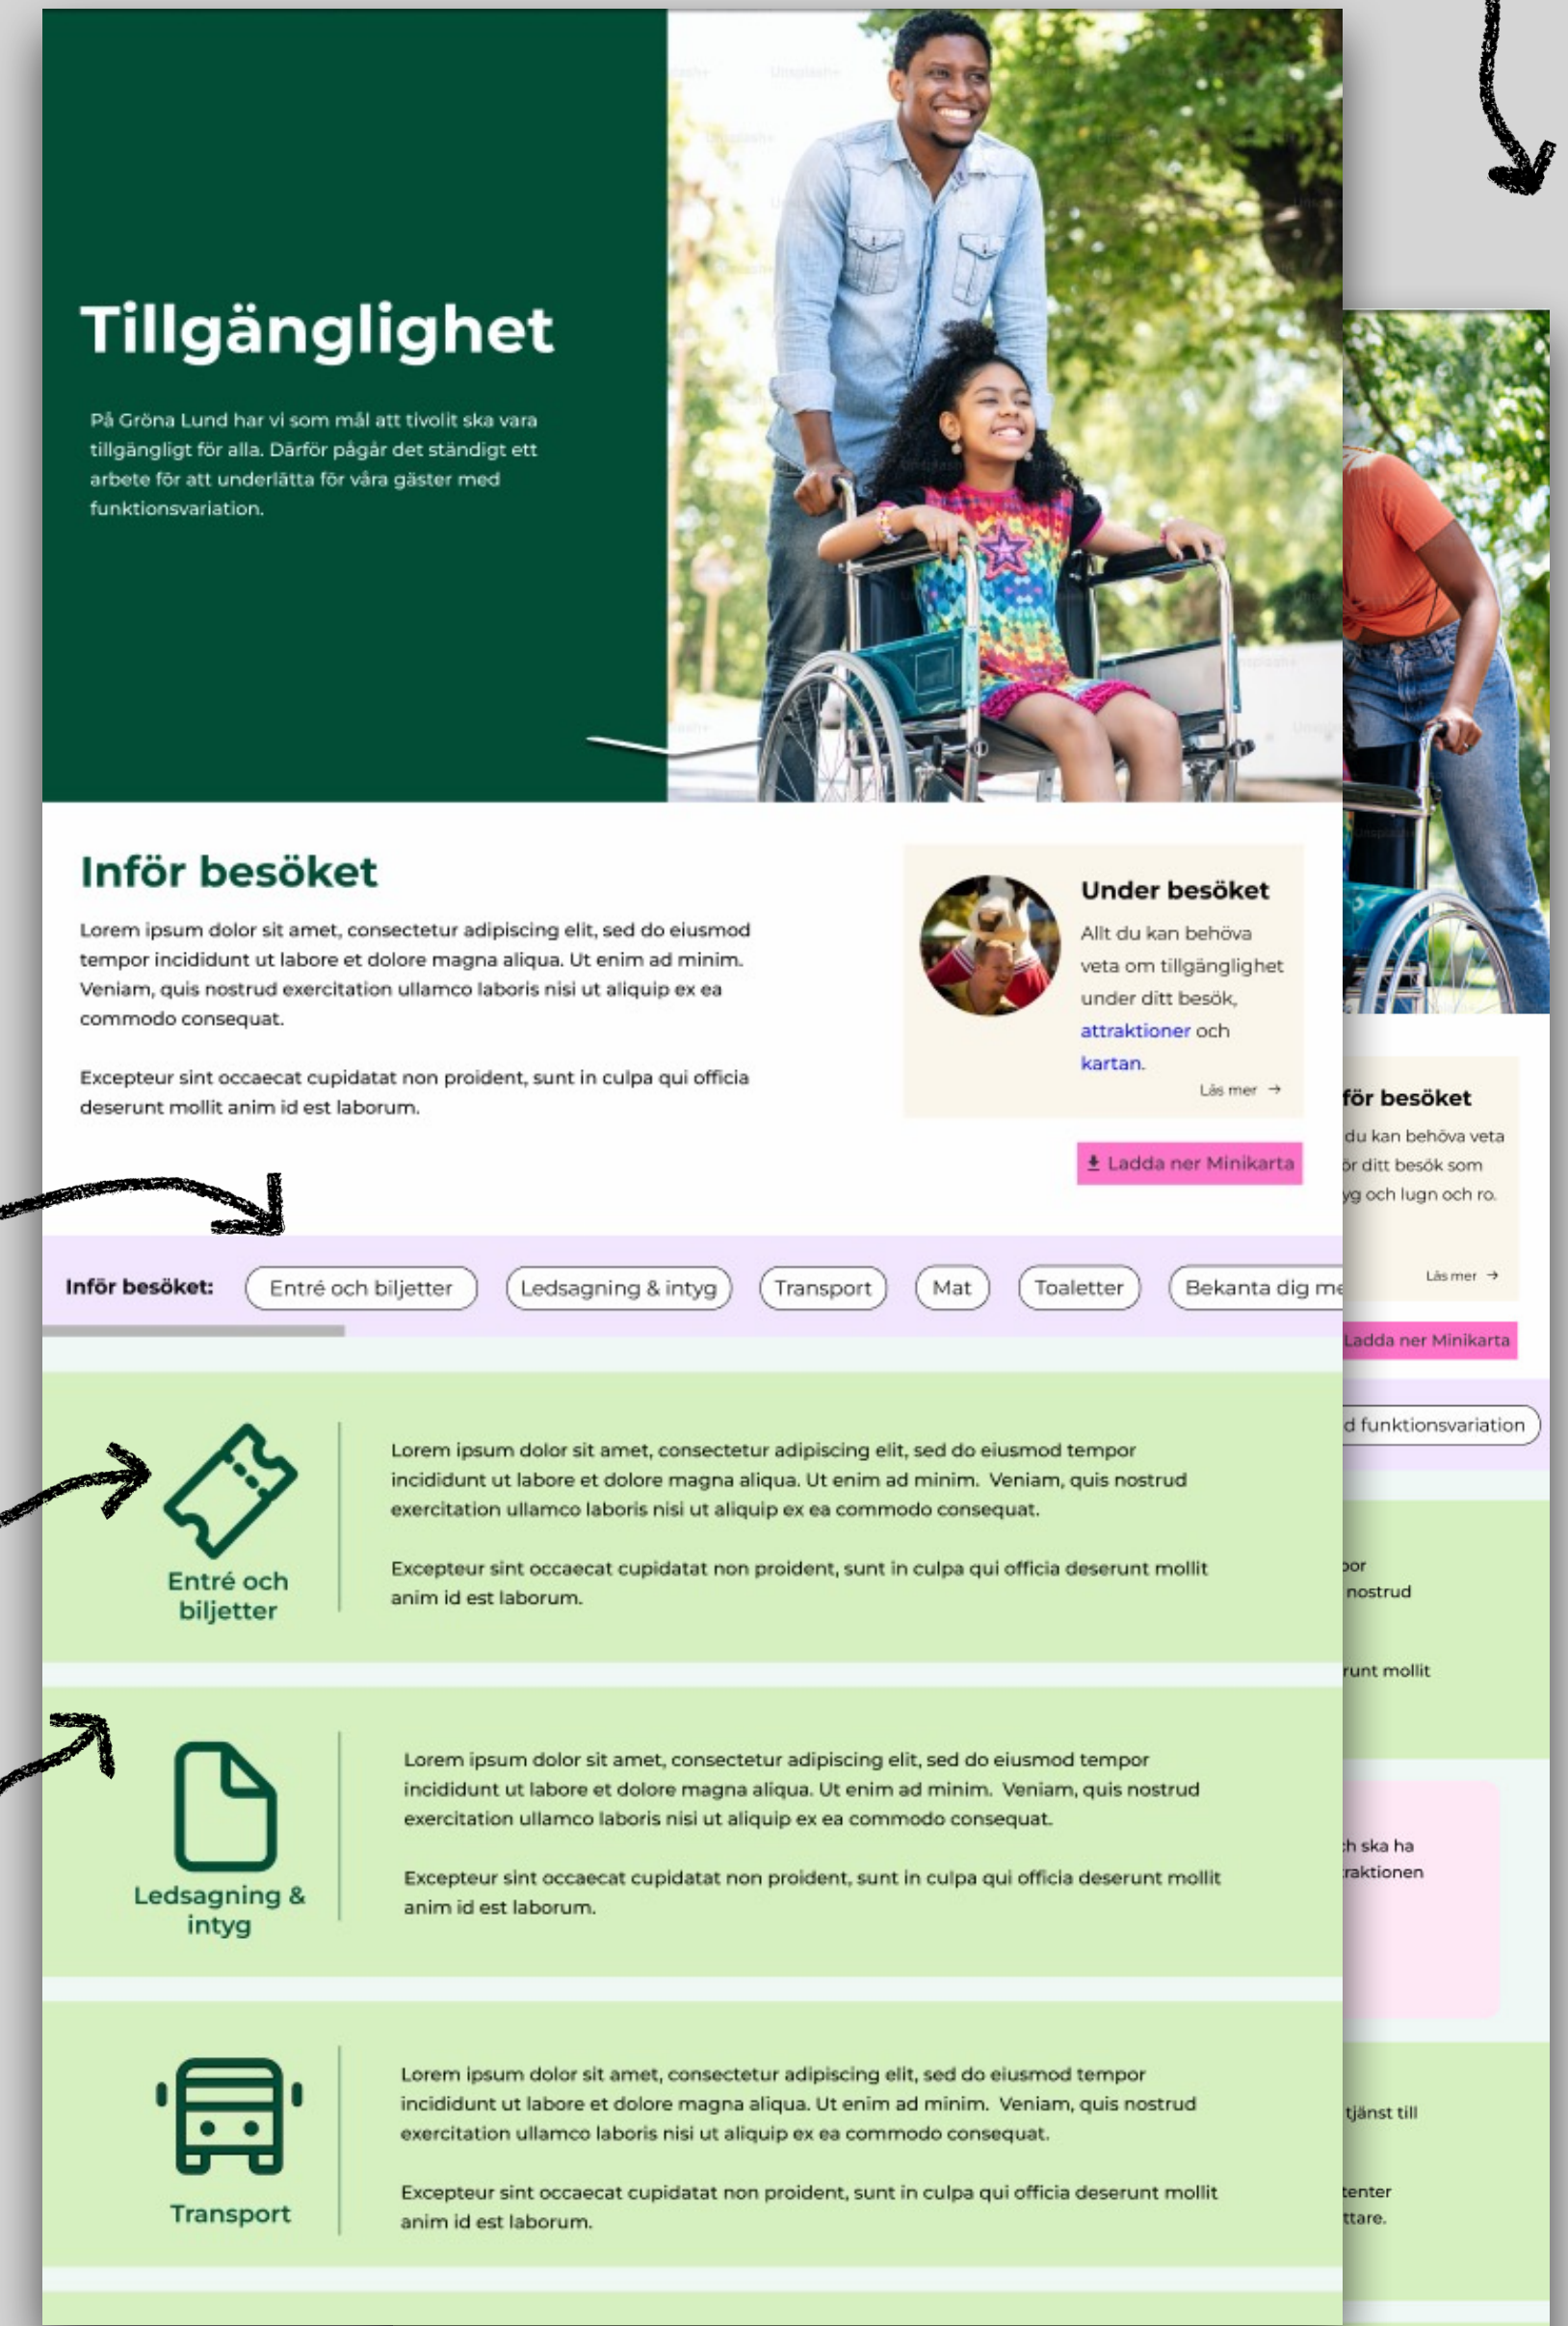 Tillgänglighet
På Gröna Lund har vi som mål att tivolit ska vara
tillgängligt för alla. Därför pågår det ständigt ett
arbete för att underlätta för våra gäster med
funktionsvariation.
Inför besöket
Lorem ipsum dolor sit amet, consectetur adipiscing elit, sed do eiusmod
tempor incididunt ut labore et dolore magna aliqua. Ut enim ad minim.
Veniam, quis nostrud exercitation ullamco laboris nisi ut aliquip ex ea
commodo consequat.
Excepteur sint occaecat cupidatat non proident, sunt in culpa qui officia
deserunt mollit anim id est laborum.
Under besöket
Allt du kan behöva
veta om tillgänglighet
under ditt besök,
attraktioner och
kartan.
Läs mer →
Ladda ner Minikarta
Inför besöket:
Entré och biljetter
Ledsagning & intyg
Transport
Mat
Toaletter
Bekanta dig me
Entré och
biljetter
Lorem ipsum dolor sit amet, consectetur adipiscing elit, sed do eiusmod tempor
incididunt ut labore et dolore magna aliqua. Ut enim ad minim.  Veniam, quis nostrud
exercitation ullamco laboris nisi ut aliquip ex ea commodo consequat.
Excepteur sint occaecat cupidatat non proident, sunt in culpa qui officia deserunt mollit
anim id est laborum.
Ledsagning &
intyg
Lorem ipsum dolor sit amet, consectetur adipiscing elit, sed do eiusmod tempor
incididunt ut labore et dolore magna aliqua. Ut enim ad minim.  Veniam, quis nostrud
exercitation ullamco laboris nisi ut aliquip ex ea commodo consequat.
Excepteur sint occaecat cupidatat non proident, sunt in culpa qui officia deserunt mollit
anim id est laborum.
Transport
Lorem ipsum dolor sit amet, consectetur adipiscing elit, sed do eiusmod tempor
incididunt ut labore et dolore magna aliqua. Ut enim ad minim.  Veniam, quis nostrud
exercitation ullamco laboris nisi ut aliquip ex ea commodo consequat.
Excepteur sint occaecat cupidatat non proident, sunt in culpa qui officia deserunt mollit
anim id est laborum.
för besöket
du kan behöva veta
ör ditt besök som
yg och lugn och ro.
Läs mer →
Ladda ner Minikarta
d funktionsvariation
por
nostrud
runt mollit
ch ska ha
traktionen
tjänst till
tenter
ttare.